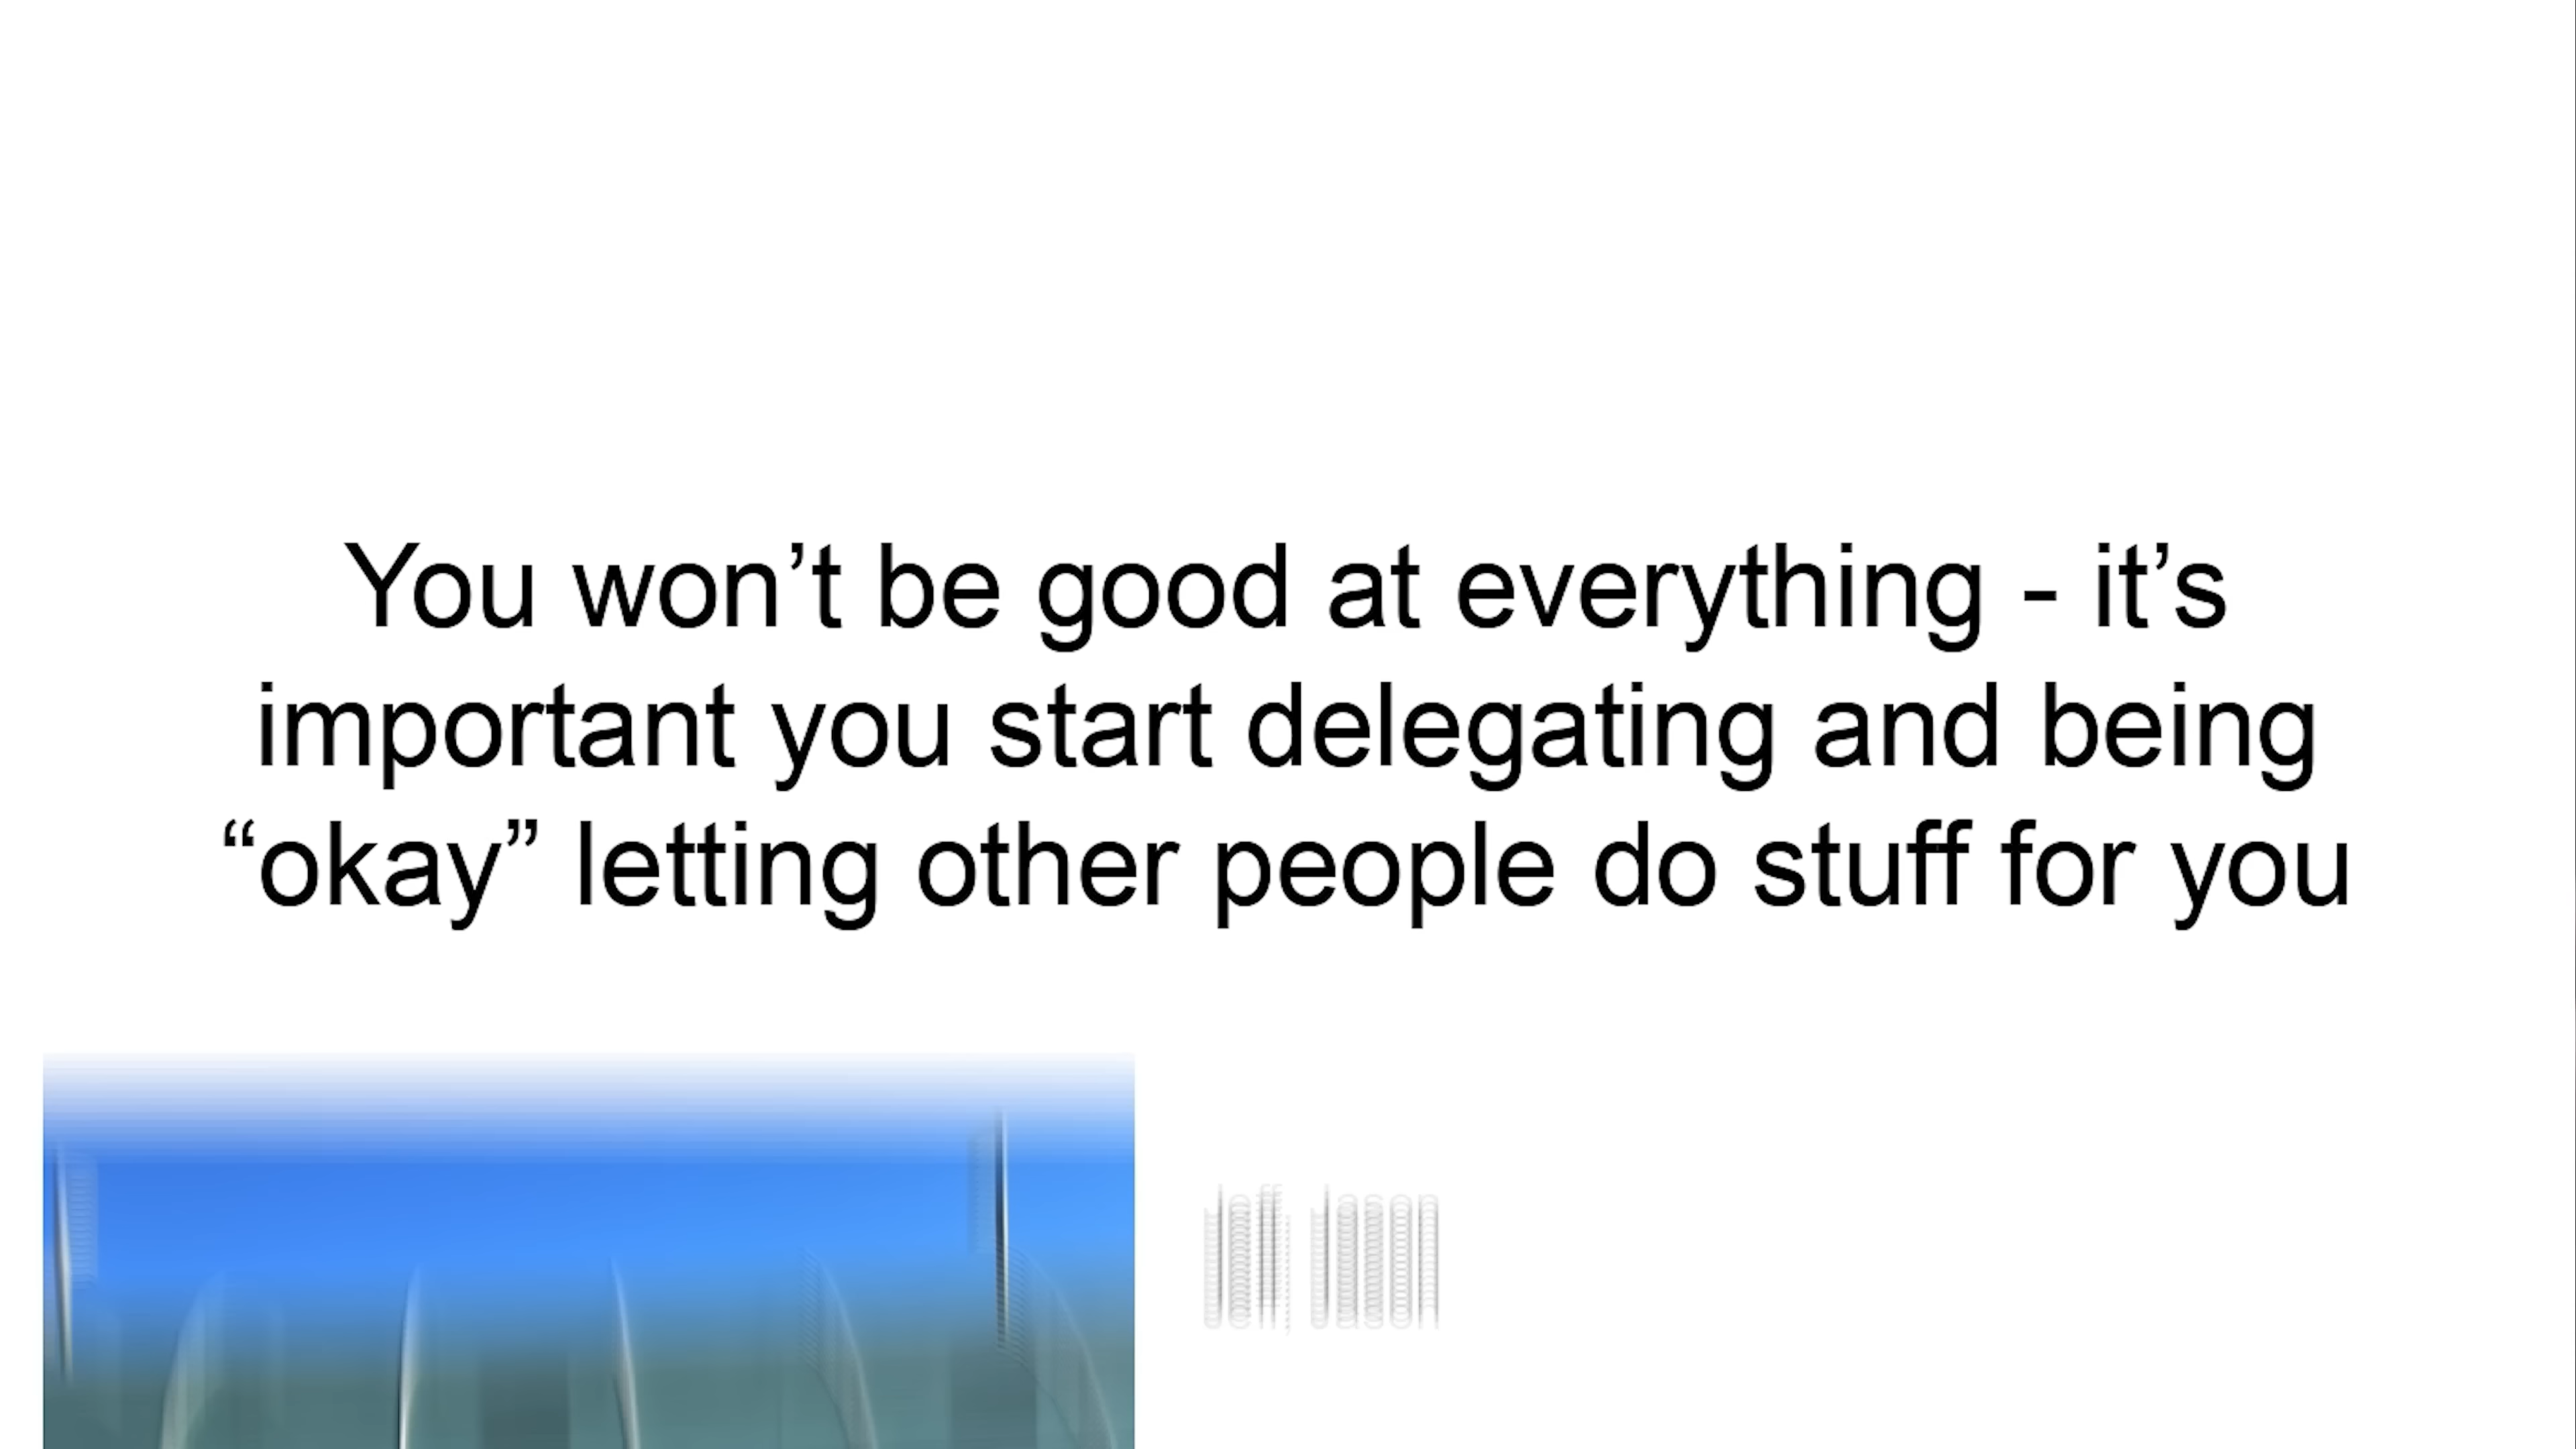 You won’t be good at everything - it’s
important you start delegating and being
“okay” letting other people do stuff for you